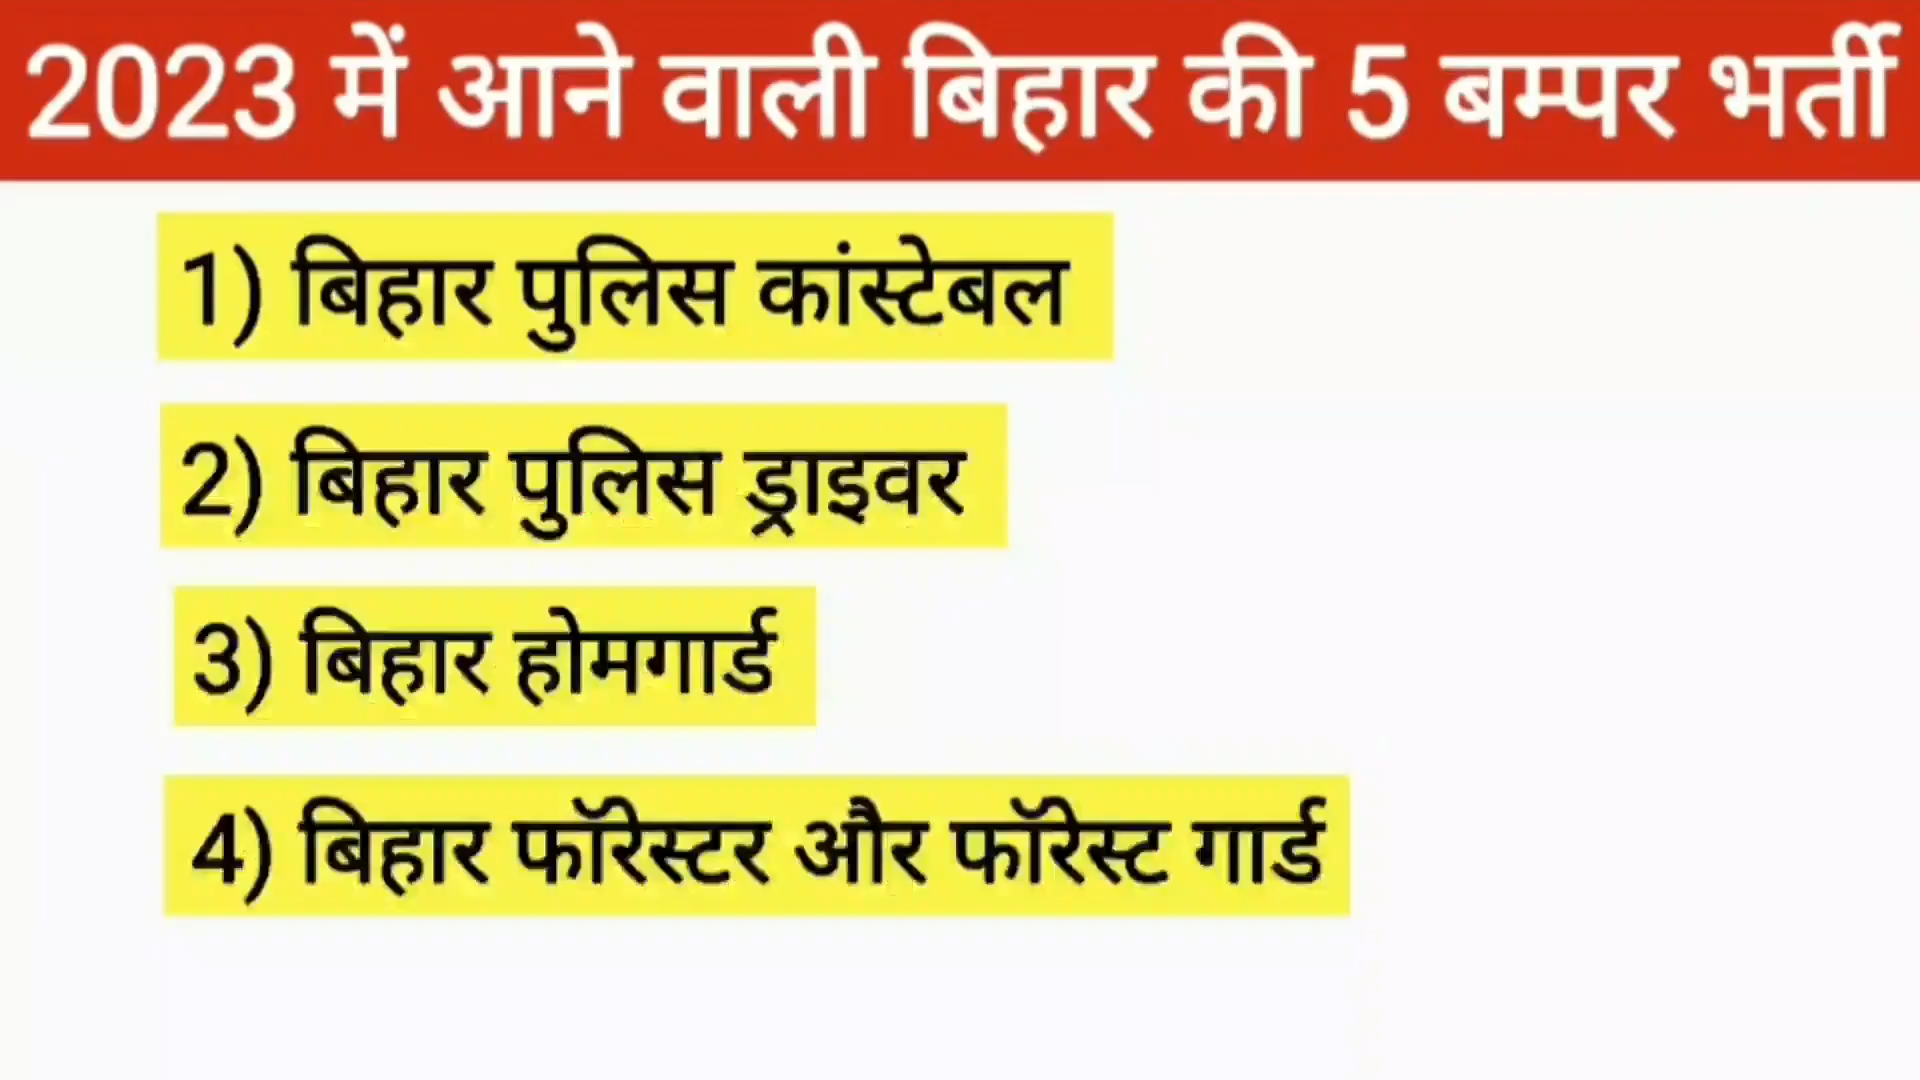 2023 में आने वाली बिहार की 5 बम्पर भर्ती
1) बिहार पुलिस कांस्टेबल
2) बिहार पुलिस ड्राइवर
3) बिहार होमगार्ड
4) बिहार फॉरेस्टर और फॉरेस्ट गार्ड